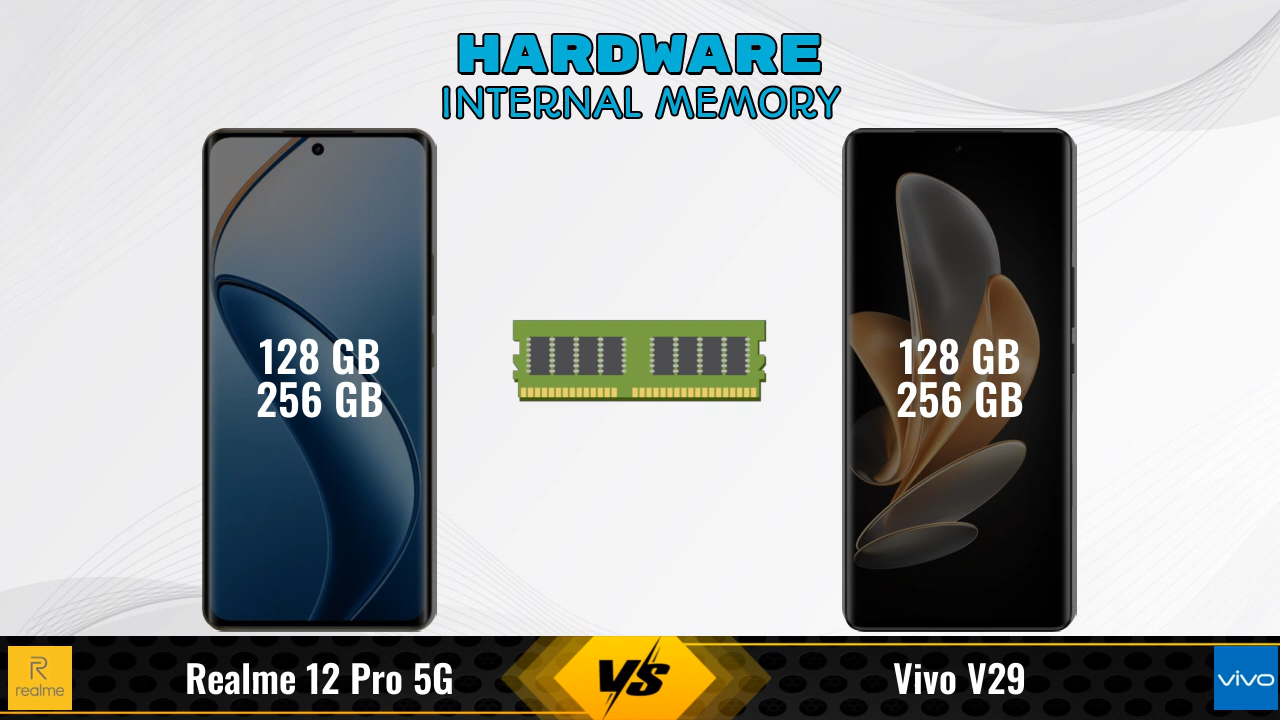 HARDWARE
INTERNAL MEMORY
128 GB
256 GB
128 GB
256 GB
realme
Realme 12 Pro 5G
VS
Vivo V29
vivo